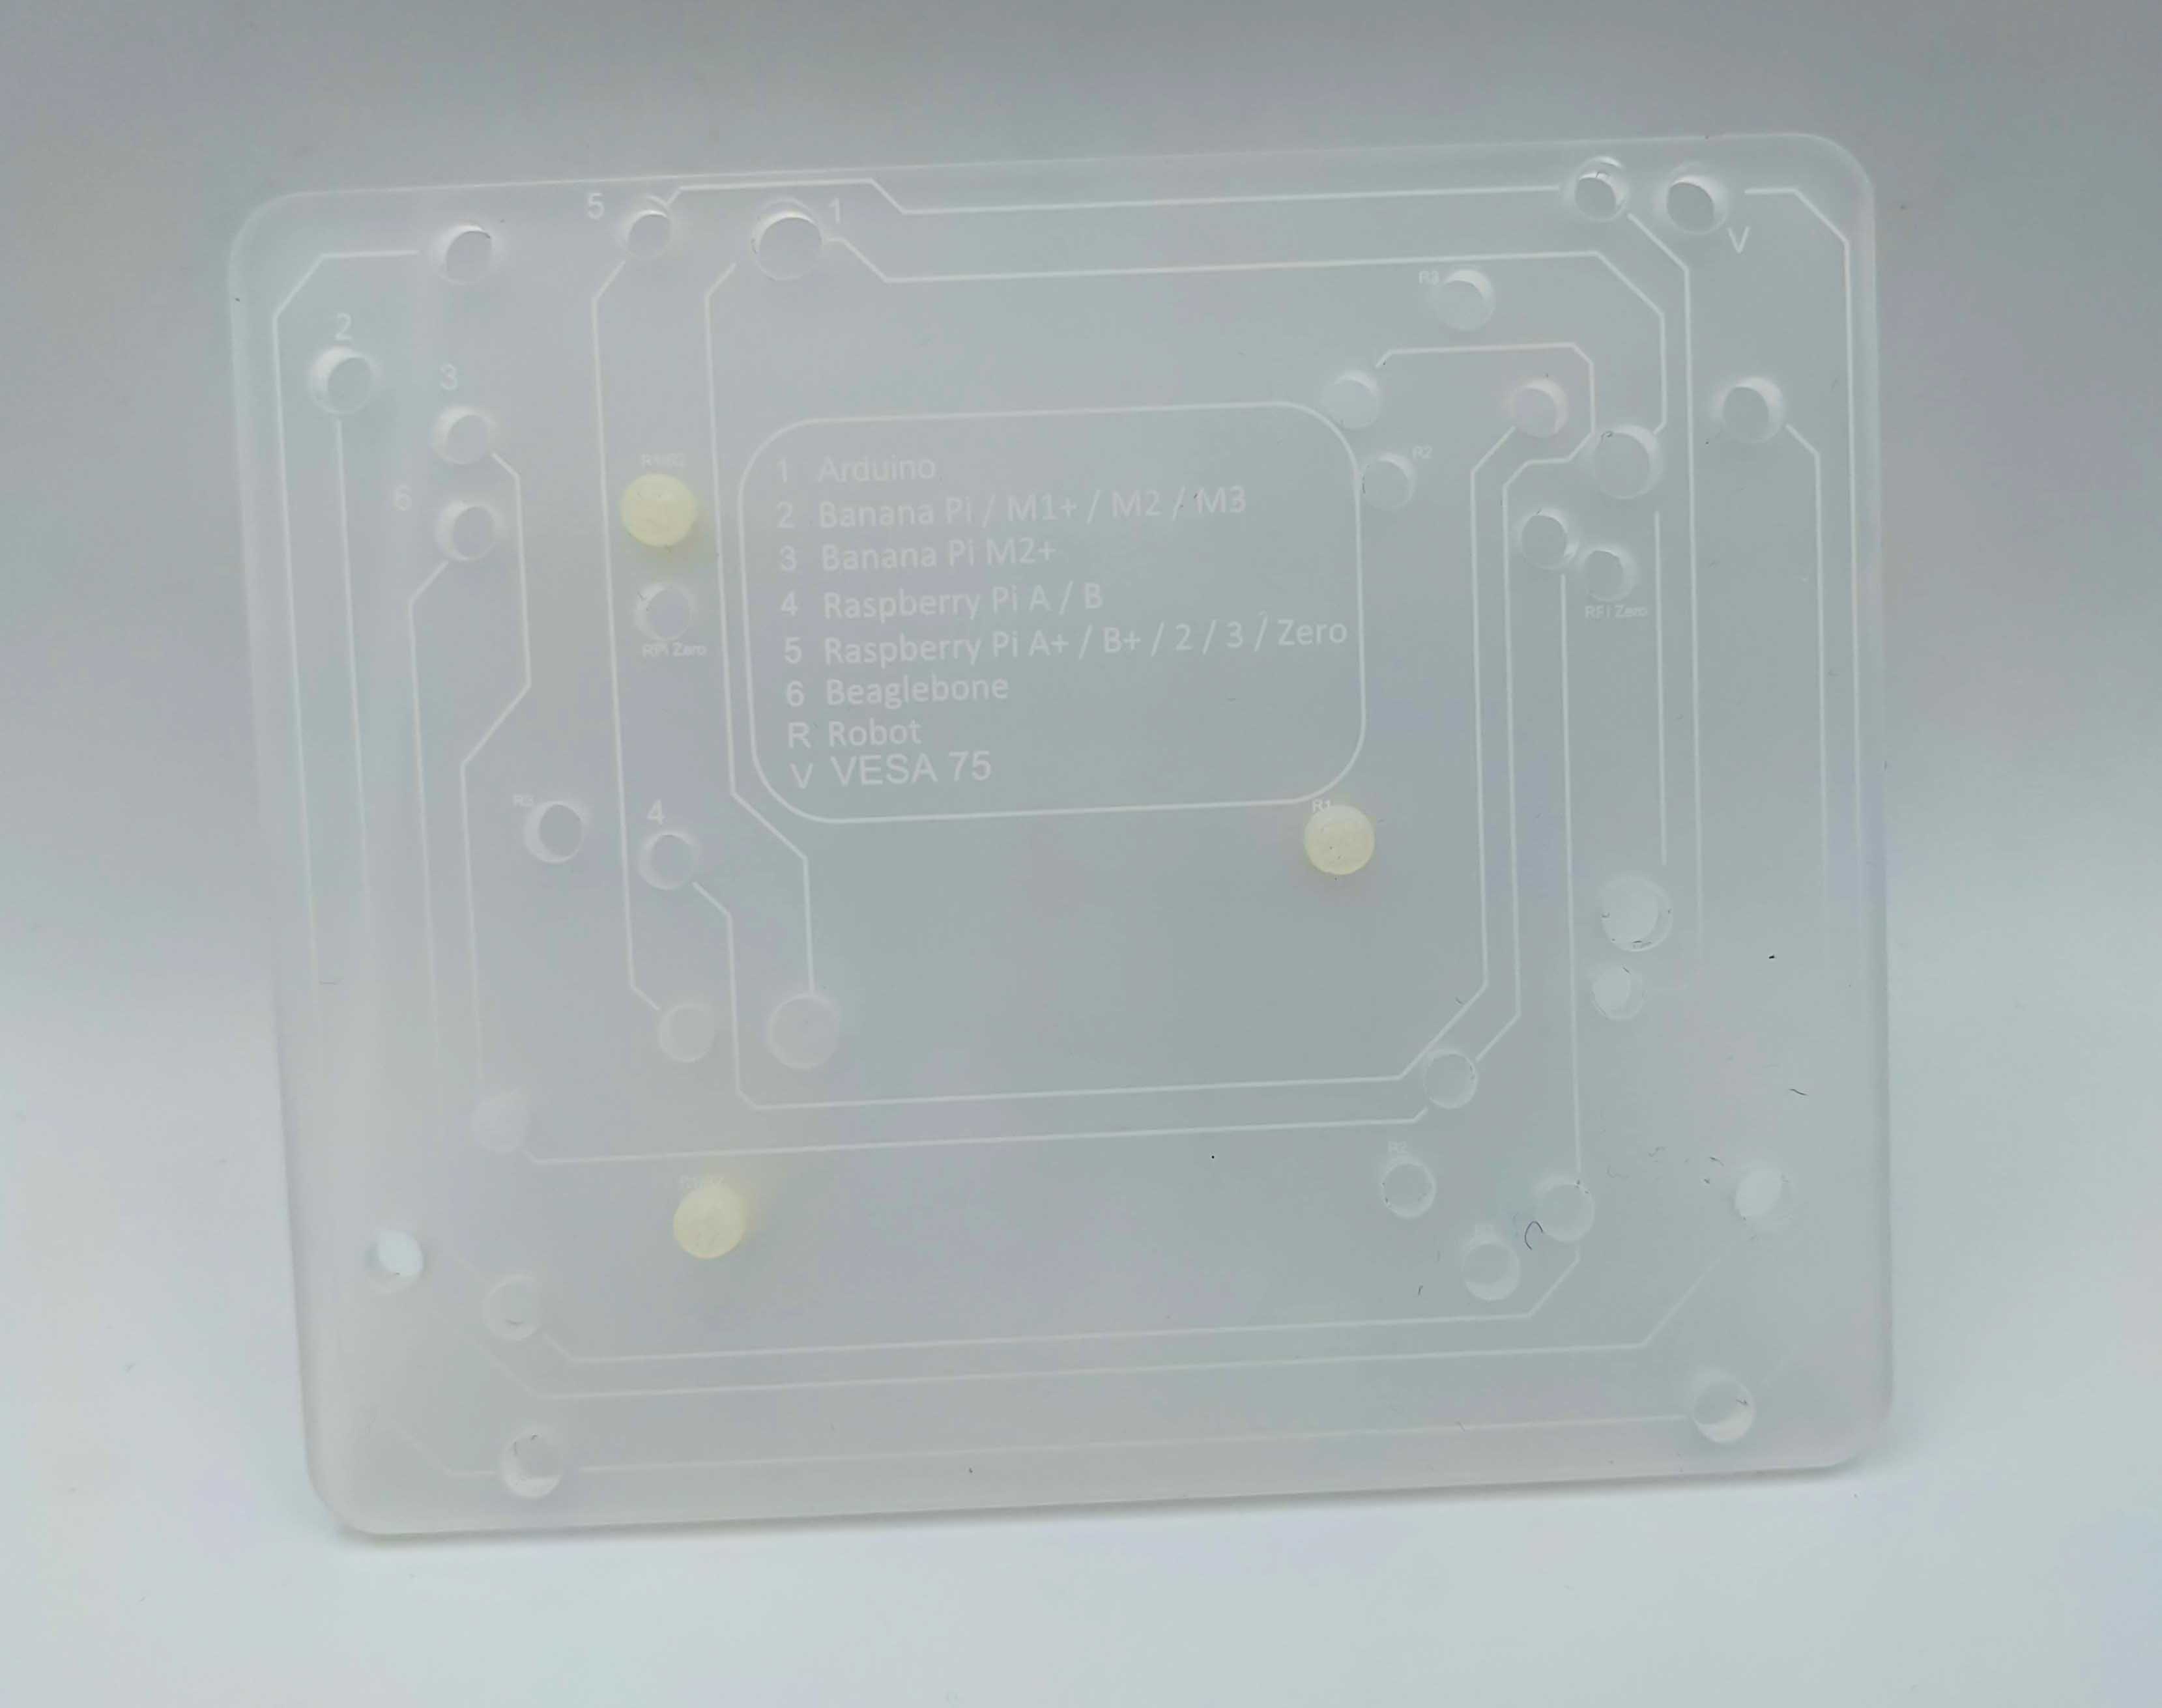 5
1
V
R3
2
3
R2
6
1 Arduino
2 Banana Pi / M1+ / M2 / M3
3 Banana Pi M2+
4 Raspberry Pi A / B
5 Raspberry Pi A+ / B+ / 2 / 3 / Zero
6 Beaglebone
R Robot
V VESA 75
RPI Zero
RPi Zero
4
R1